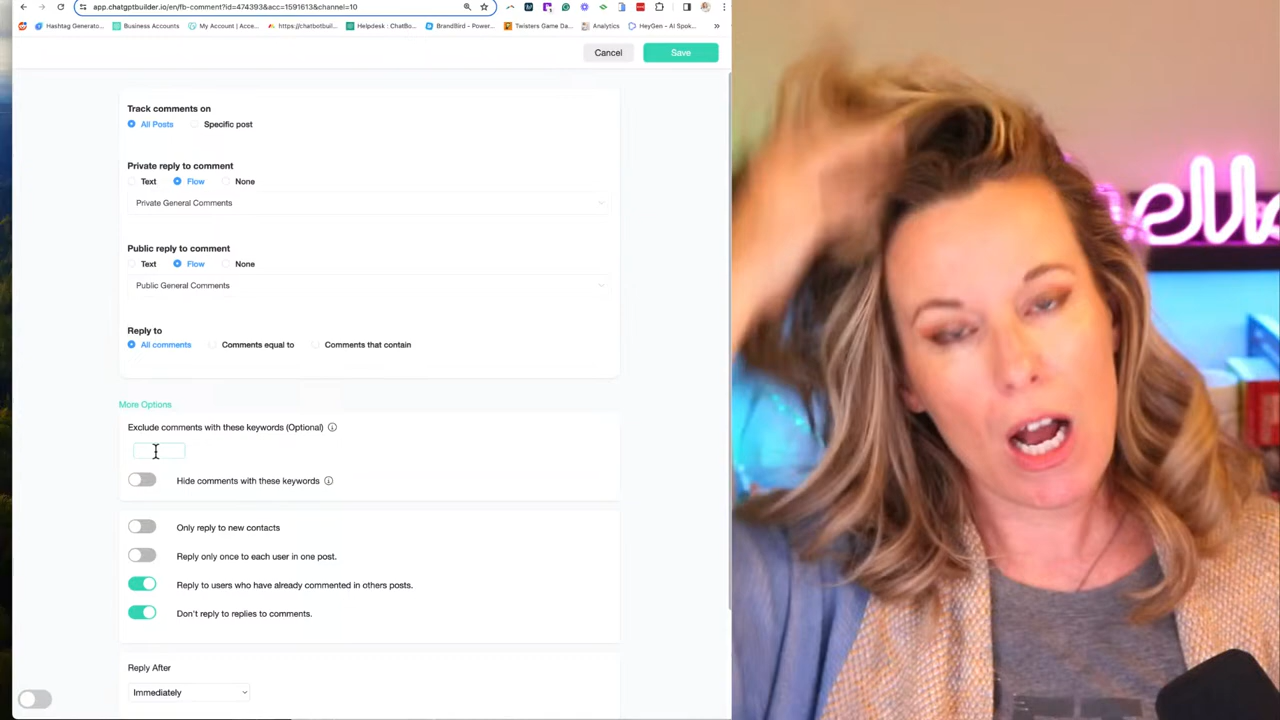 app.chatgptbuilder.io/en/fb-comment?id=474393&acc=1591613&channel=10
Hashtag Generato... Business Accounts My Account | Acce... https://chatbotbuil... Helpdesk : ChatBo... BrandBird - Power... Twisters Game Da... Analytics HeyGen - AI Spok... »
Cancel Save
Track comments on
All Posts Specific post
Private reply to comment
Text Flow None
Private General Comments
Public reply to comment
Text Flow None
Public General Comments
Reply to
All comments Comments equal to Comments that contain
More Options
Exclude comments with these keywords (Optional)
Hide comments with these keywords
Only reply to new contacts
Reply only once to each user in one post.
Reply to users who have already commented in others posts.
Don't reply to replies to comments.
Reply After
Immediately